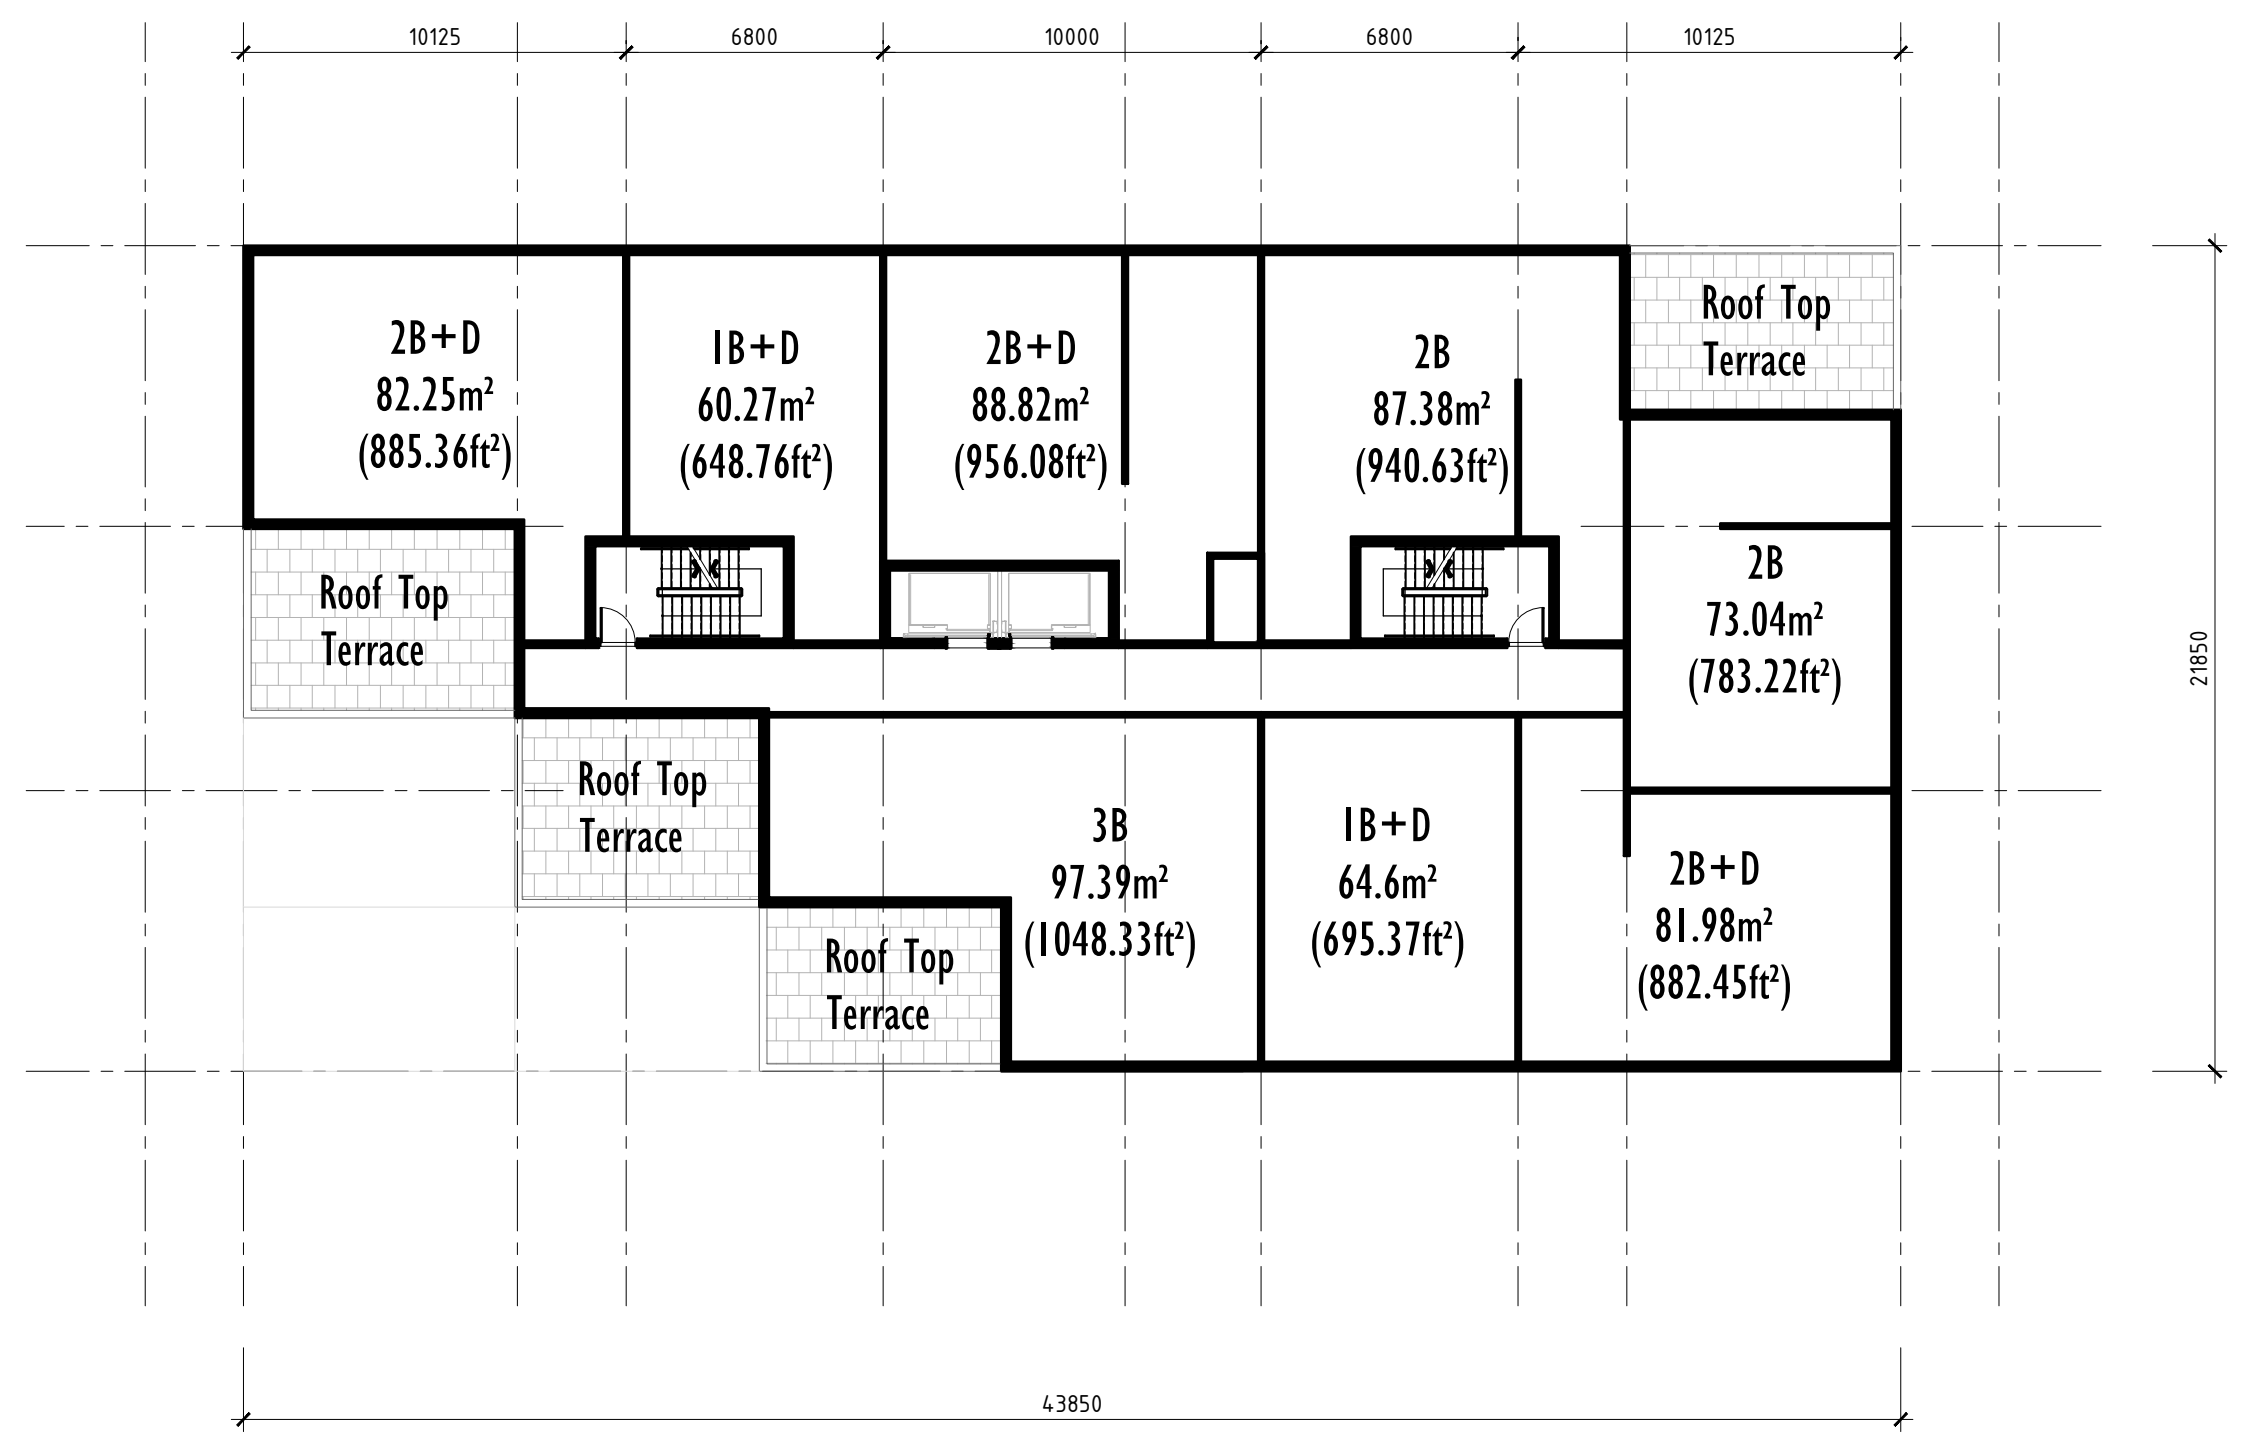 10125
6800
10000
6800
10125
2B+D
82.25m²
(885.36ft²)
1B+D
60.27m²
(648.76ft²)
2B+D
88.82m²
(956.08ft²)
2B
87.38m²
(940.63ft²)
Roof Top
Terrace
Roof Top
Terrace
2B
73.04m²
(783.22ft²)
21850
Roof Top
Terrace
3B
97.39m²
(1048.33ft²)
1B+D
64.6m²
(695.37ft²)
2B+D
81.98m²
(882.45ft²)
Roof Top
Terrace
43850